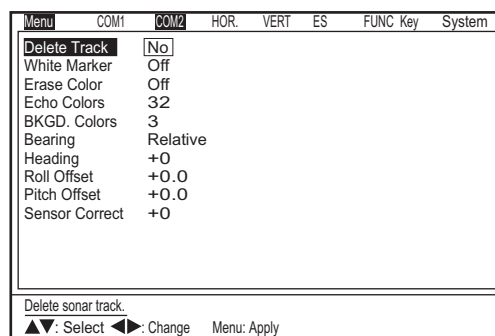 Menu COM1 COM2 HOR. VERT ES FUNC Key System
Delete Track No
White Marker Off
Erase Color Off
Echo Colors 32
BKGD. Colors 3
Bearing Relative
Heading +0
Roll Offset +0.0
Pitch Offset +0.0
Sensor Correct +0
Delete sonar track.
▲▼: Select ◀▶: Change Menu: Apply